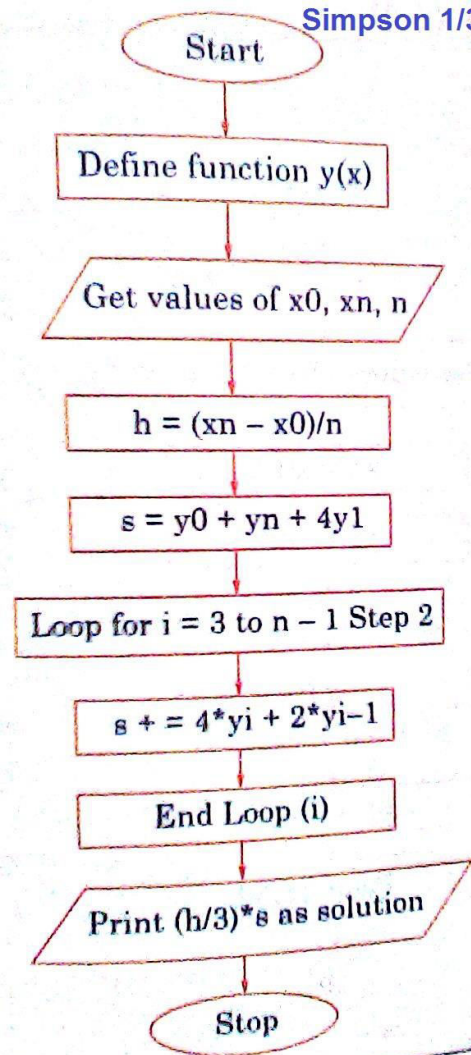 Simpson 1/3
Start
Define function y(x)
Get values of x0, xn, n
h = (xn – x0)/n
s = y0 + yn + 4y1
Loop for i = 3 to n – 1 Step 2
s + = 4*yi + 2*yi–1
End Loop (i)
Print (h/3)*s as solution
Stop